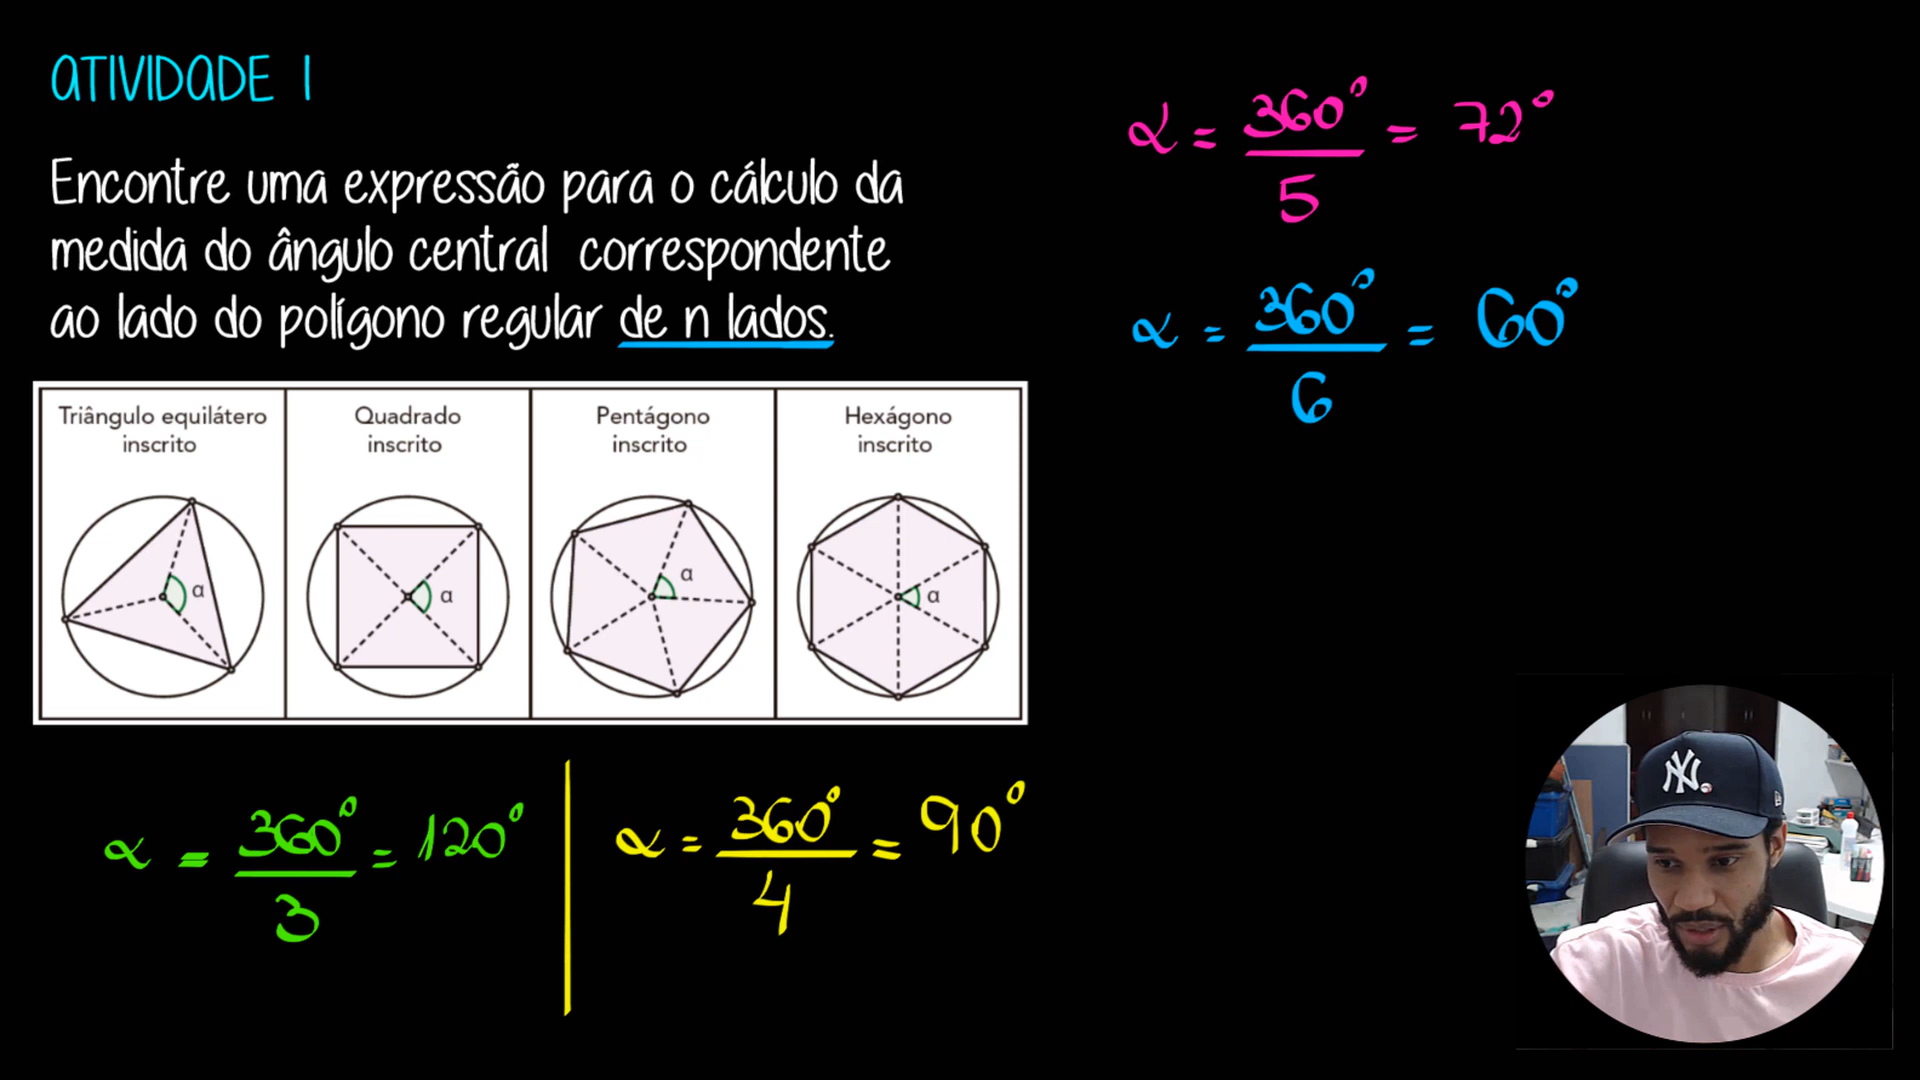 ATIVIDADE 1
Encontre uma expressão para o cálculo da
medida do ângulo central correspondente
ao lado do polígono regular de n lados.
Triângulo equilátero
inscrito
α
Quadrado
inscrito
α
Pentágono
inscrito
α
Hexágono
inscrito
α
α = 360° / 3 = 120°
α = 360° / 4 = 90°
α = 360° / 5 = 72°
α = 360° / 6 = 60°
NY